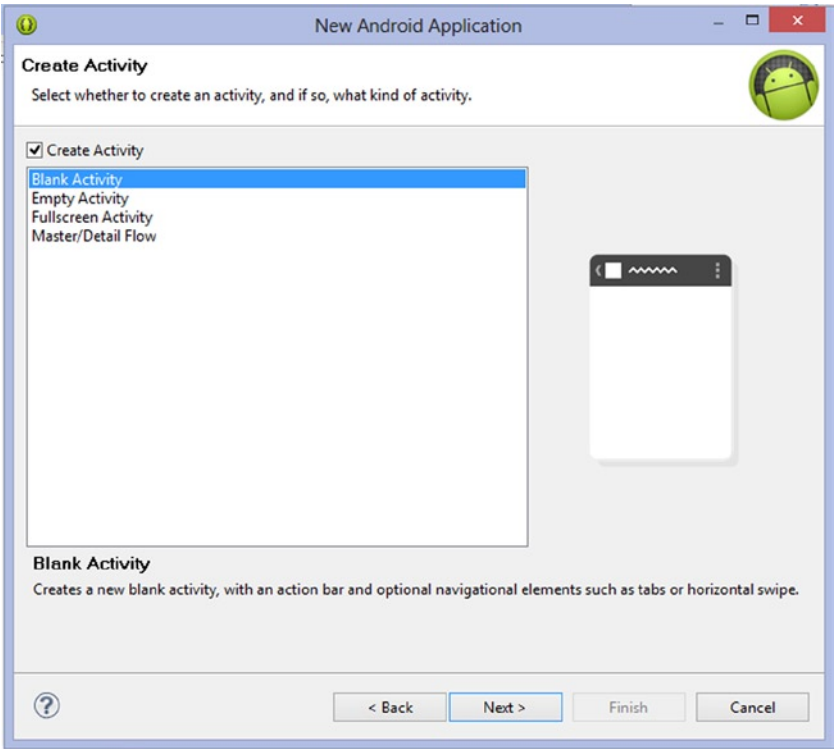 New Android Application
Create Activity
Select whether to create an activity, and if so, what kind of activity.
Create Activity
Blank Activity
Empty Activity
Fullscreen Activity
Master/Detail Flow
Blank Activity
Creates a new blank activity, with an action bar and optional navigational elements such as tabs or horizontal swipe.
< Back Next > Finish Cancel